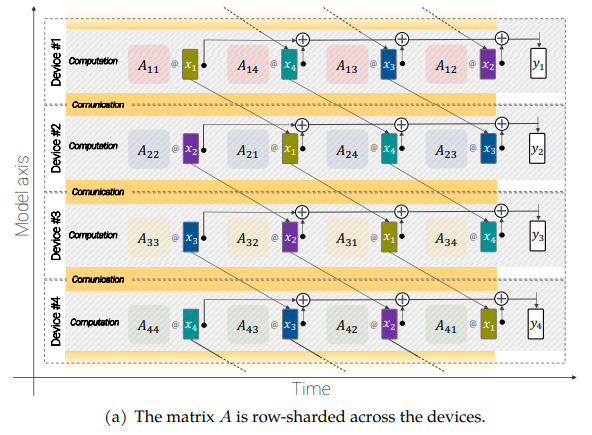 Model axis
Device #1
Computation
A11 @ x1 A14 @ x4 A13 @ x3 A12 @ x2 y1
Comunication
Device #2
Computation
A22 @ x2 A21 @ x1 A24 @ x4 A23 @ x3 y2
Comunication
Device #3
Computation
A33 @ x3 A32 @ x2 A31 @ x1 A34 @ x4 y3
Comunication
Device #4
Computation
A44 @ x4 A43 @ x3 A42 @ x2 A41 @ x1 y4
Time
(a) The matrix A is row-sharded across the devices.